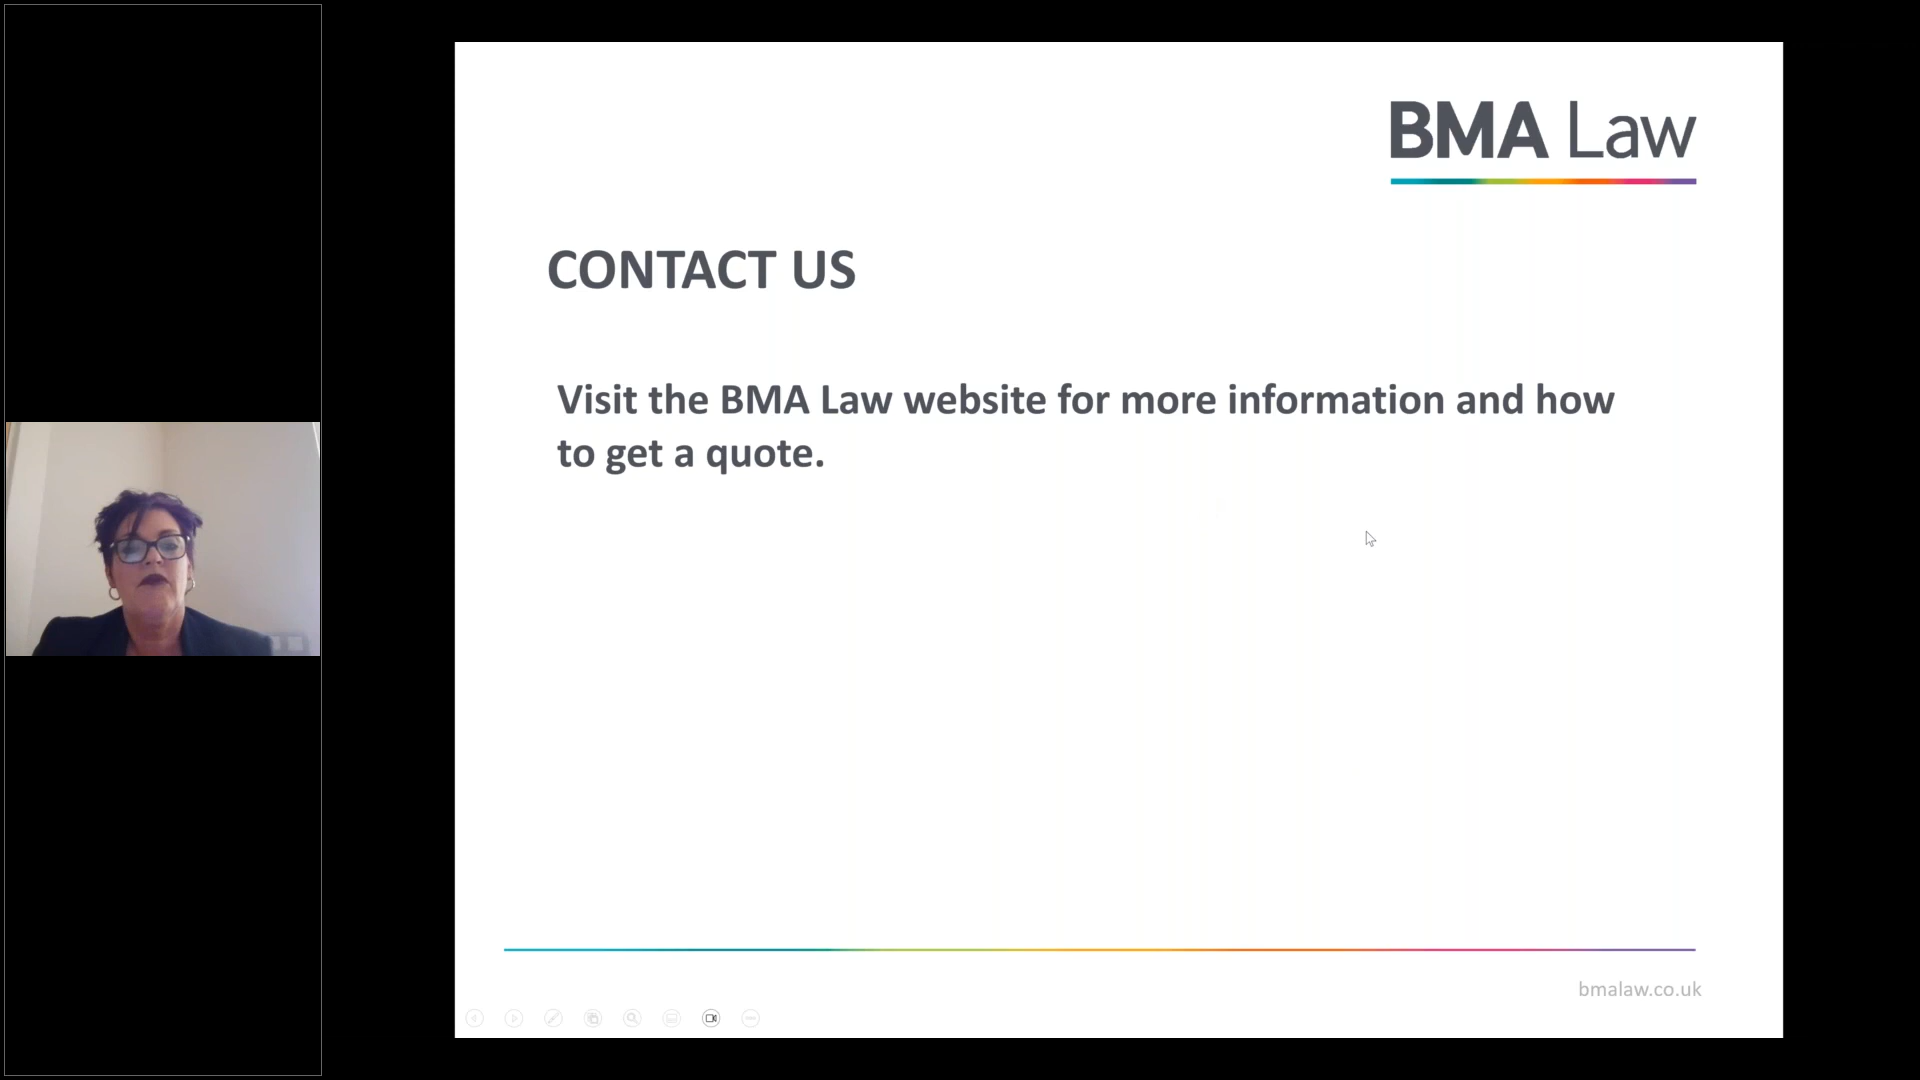 BMA Law
CONTACT US
Visit the BMA Law website for more information and how
to get a quote.
bmalaw.co.uk